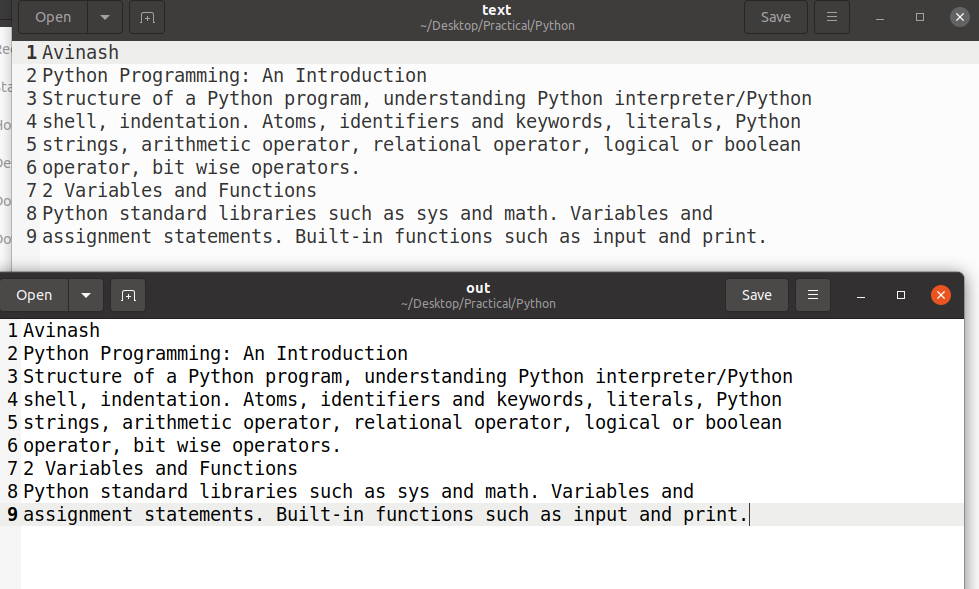 Open
text
~/Desktop/Practical/Python
Save
1 Avinash
2 Python Programming: An Introduction
3 Structure of a Python program, understanding Python interpreter/Python
4 shell, indentation. Atoms, identifiers and keywords, literals, Python
5 strings, arithmetic operator, relational operator, logical or boolean
6 operator, bit wise operators.
7 2 Variables and Functions
8 Python standard libraries such as sys and math. Variables and
9 assignment statements. Built-in functions such as input and print.
Open
out
~/Desktop/Practical/Python
Save
1 Avinash
2 Python Programming: An Introduction
3 Structure of a Python program, understanding Python interpreter/Python
4 shell, indentation. Atoms, identifiers and keywords, literals, Python
5 strings, arithmetic operator, relational operator, logical or boolean
6 operator, bit wise operators.
7 2 Variables and Functions
8 Python standard libraries such as sys and math. Variables and
9 assignment statements. Built-in functions such as input and print.